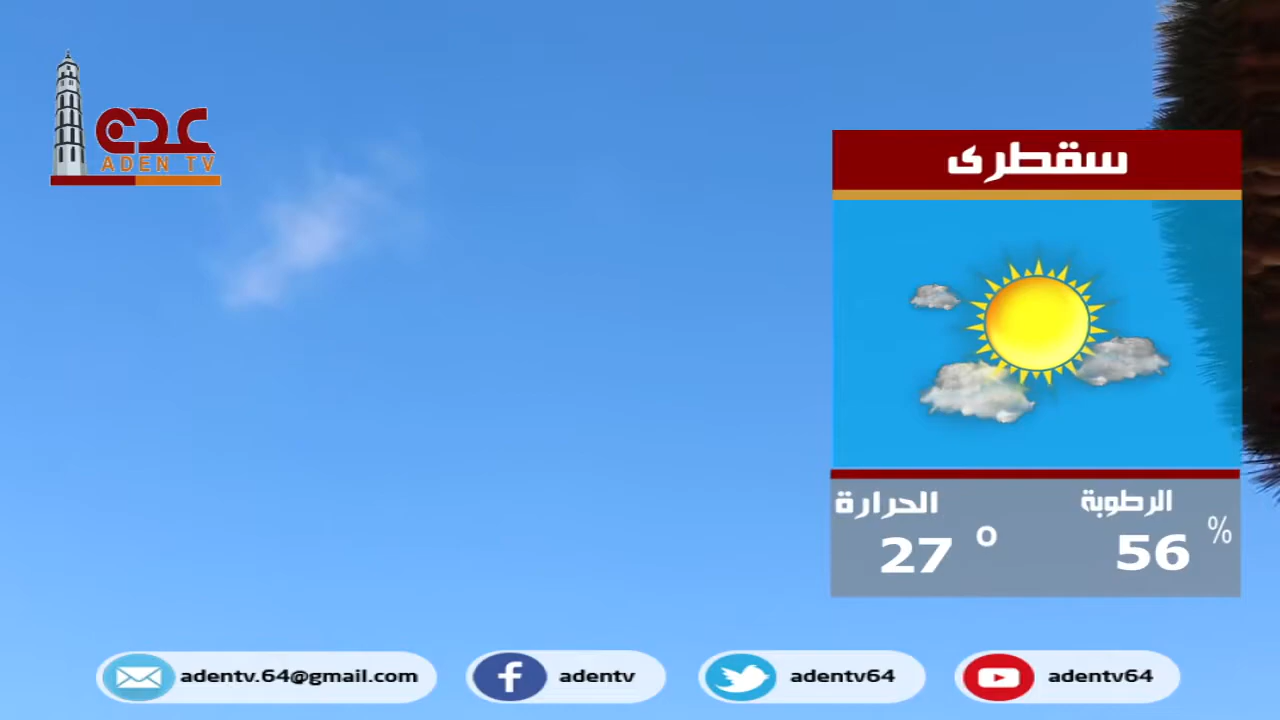 عدن
ADEN TV
سقطرى
الرطوبة
الحرارة
56 %
27 °
adentv.64@gmail.com
adentv
adentv64
adentv64